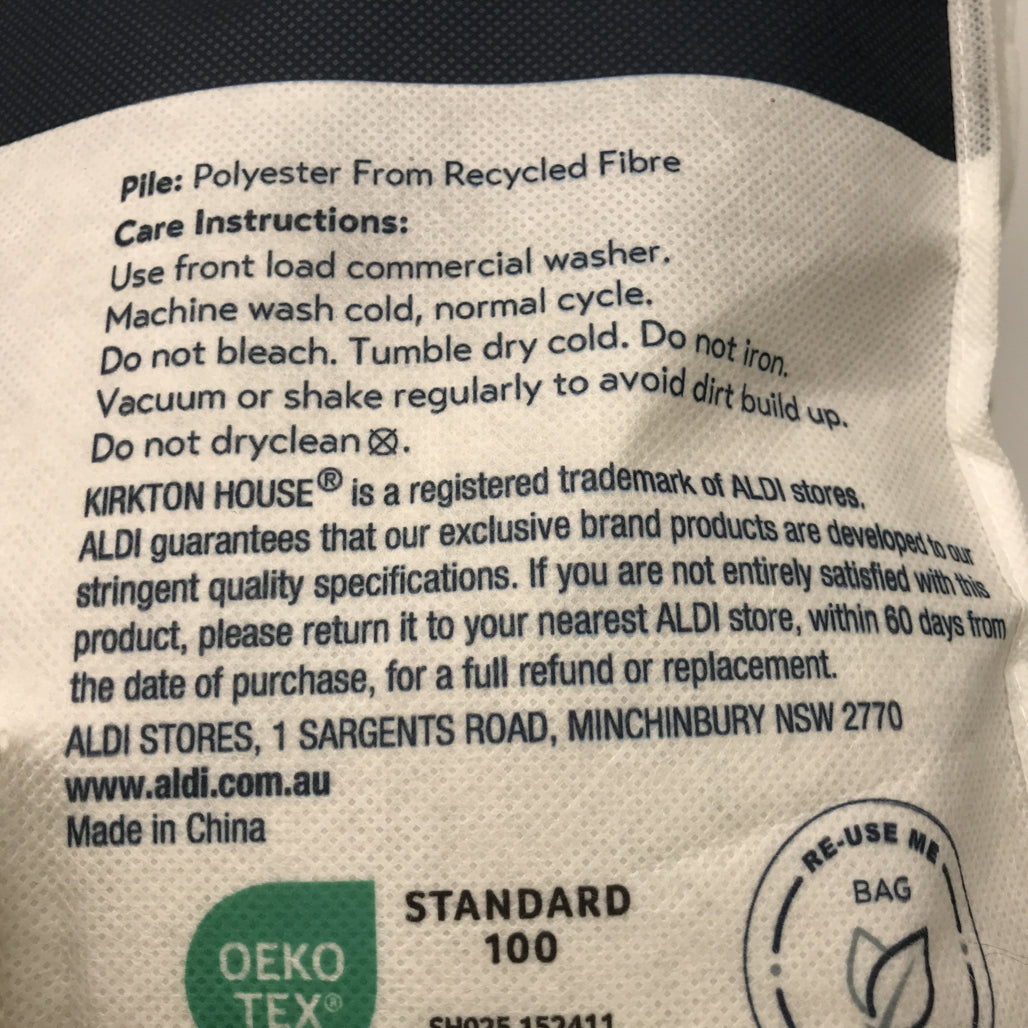 Pile: Polyester From Recycled Fibre
Care Instructions:
Use front load commercial washer.
Machine wash cold, normal cycle.
Do not bleach. Tumble dry cold. Do not iron.
Vacuum or shake regularly to avoid dirt build up.
Do not dryclean .
KIRKTON HOUSE® is a registered trademark of ALDI stores.
ALDI guarantees that our exclusive brand products are developed to our
stringent quality specifications. If you are not entirely satisfied with this
product, please return it to your nearest ALDI store, within 60 days from
the date of purchase, for a full refund or replacement.
ALDI STORES, 1 SARGENTS ROAD, MINCHINBURY NSW 2770
www.aldi.com.au
Made in China
OEKO
TEX®
STANDARD
100
SH025 152411
RE-USE ME
BAG